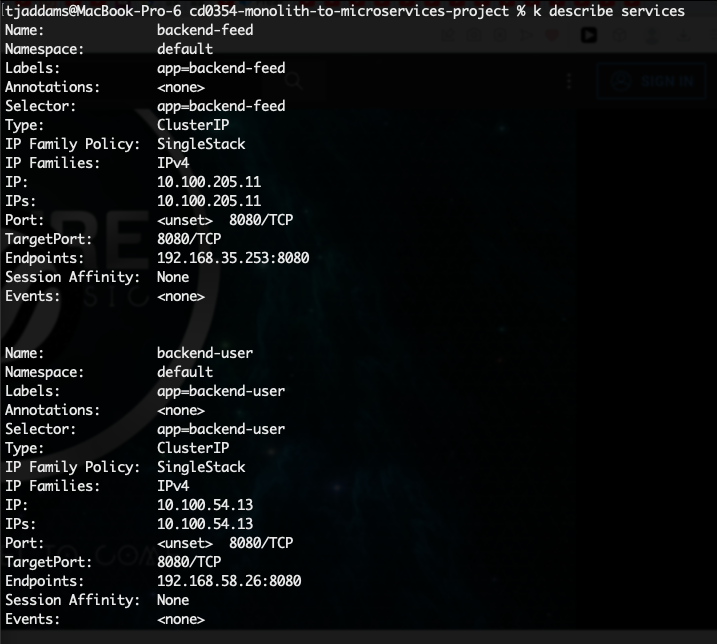 tjaddams@MacBook-Pro-6 cd0354-monolith-to-microservices-project % k describe services
Name: backend-feed
Namespace: default
Labels: app=backend-feed
Annotations: <none>
Selector: app=backend-feed
Type: ClusterIP
IP Family Policy: SingleStack
IP Families: IPv4
IP: 10.100.205.11
IPs: 10.100.205.11
Port: <unset> 8080/TCP
TargetPort: 8080/TCP
Endpoints: 192.168.35.253:8080
Session Affinity: None
Events: <none>
Name: backend-user
Namespace: default
Labels: app=backend-user
Annotations: <none>
Selector: app=backend-user
Type: ClusterIP
IP Family Policy: SingleStack
IP Families: IPv4
IP: 10.100.54.13
IPs: 10.100.54.13
Port: <unset> 8080/TCP
TargetPort: 8080/TCP
Endpoints: 192.168.58.26:8080
Session Affinity: None
Events: <none>
SIGN IN